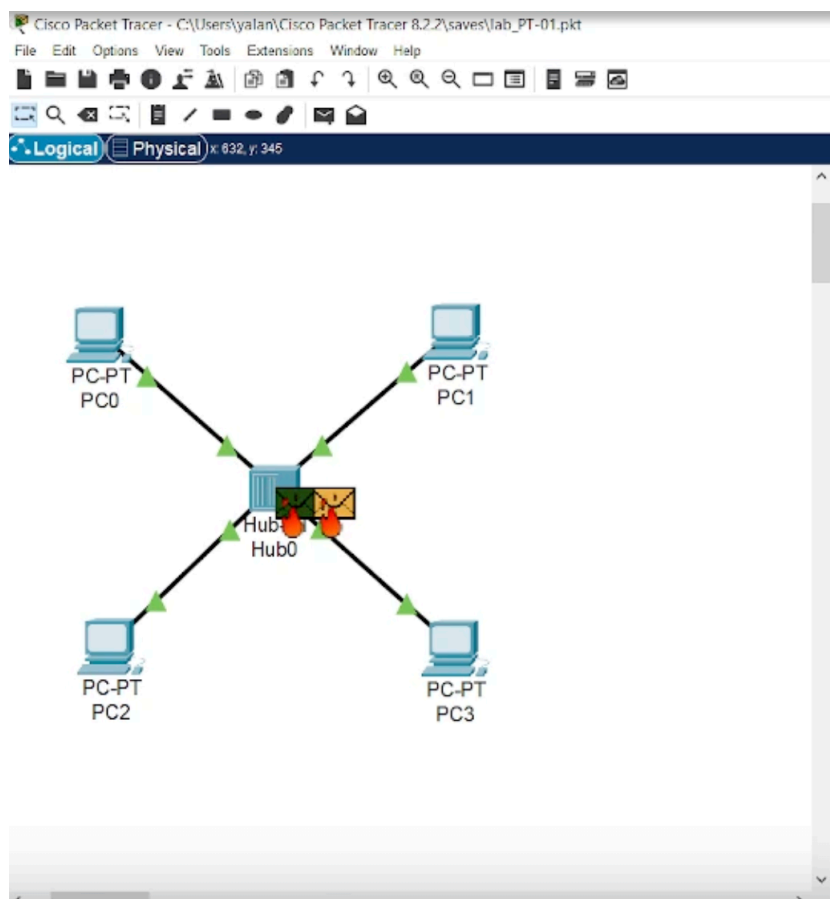 Cisco Packet Tracer - C:\Users\yalan\Cisco Packet Tracer 8.2.2\saves\lab_PT-01.pkt
File Edit Options View Tools Extensions Window Help
Logical Physical x: 632, y: 345
PC-PT
PC0
PC-PT
PC1
Hub0
PC-PT
PC2
PC-PT
PC3